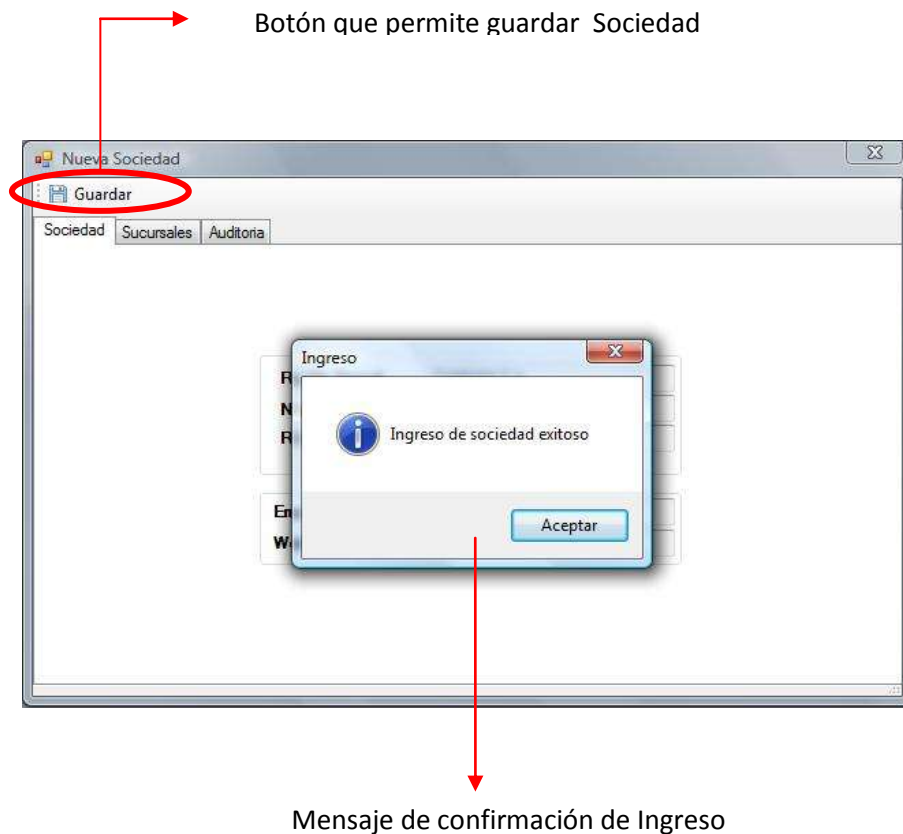 Botón que permite guardar Sociedad
Nueva Sociedad
Guardar
Sociedad Sucursales Auditoria
Ingreso
Ingreso de sociedad exitoso
Aceptar
Mensaje de confirmación de Ingreso